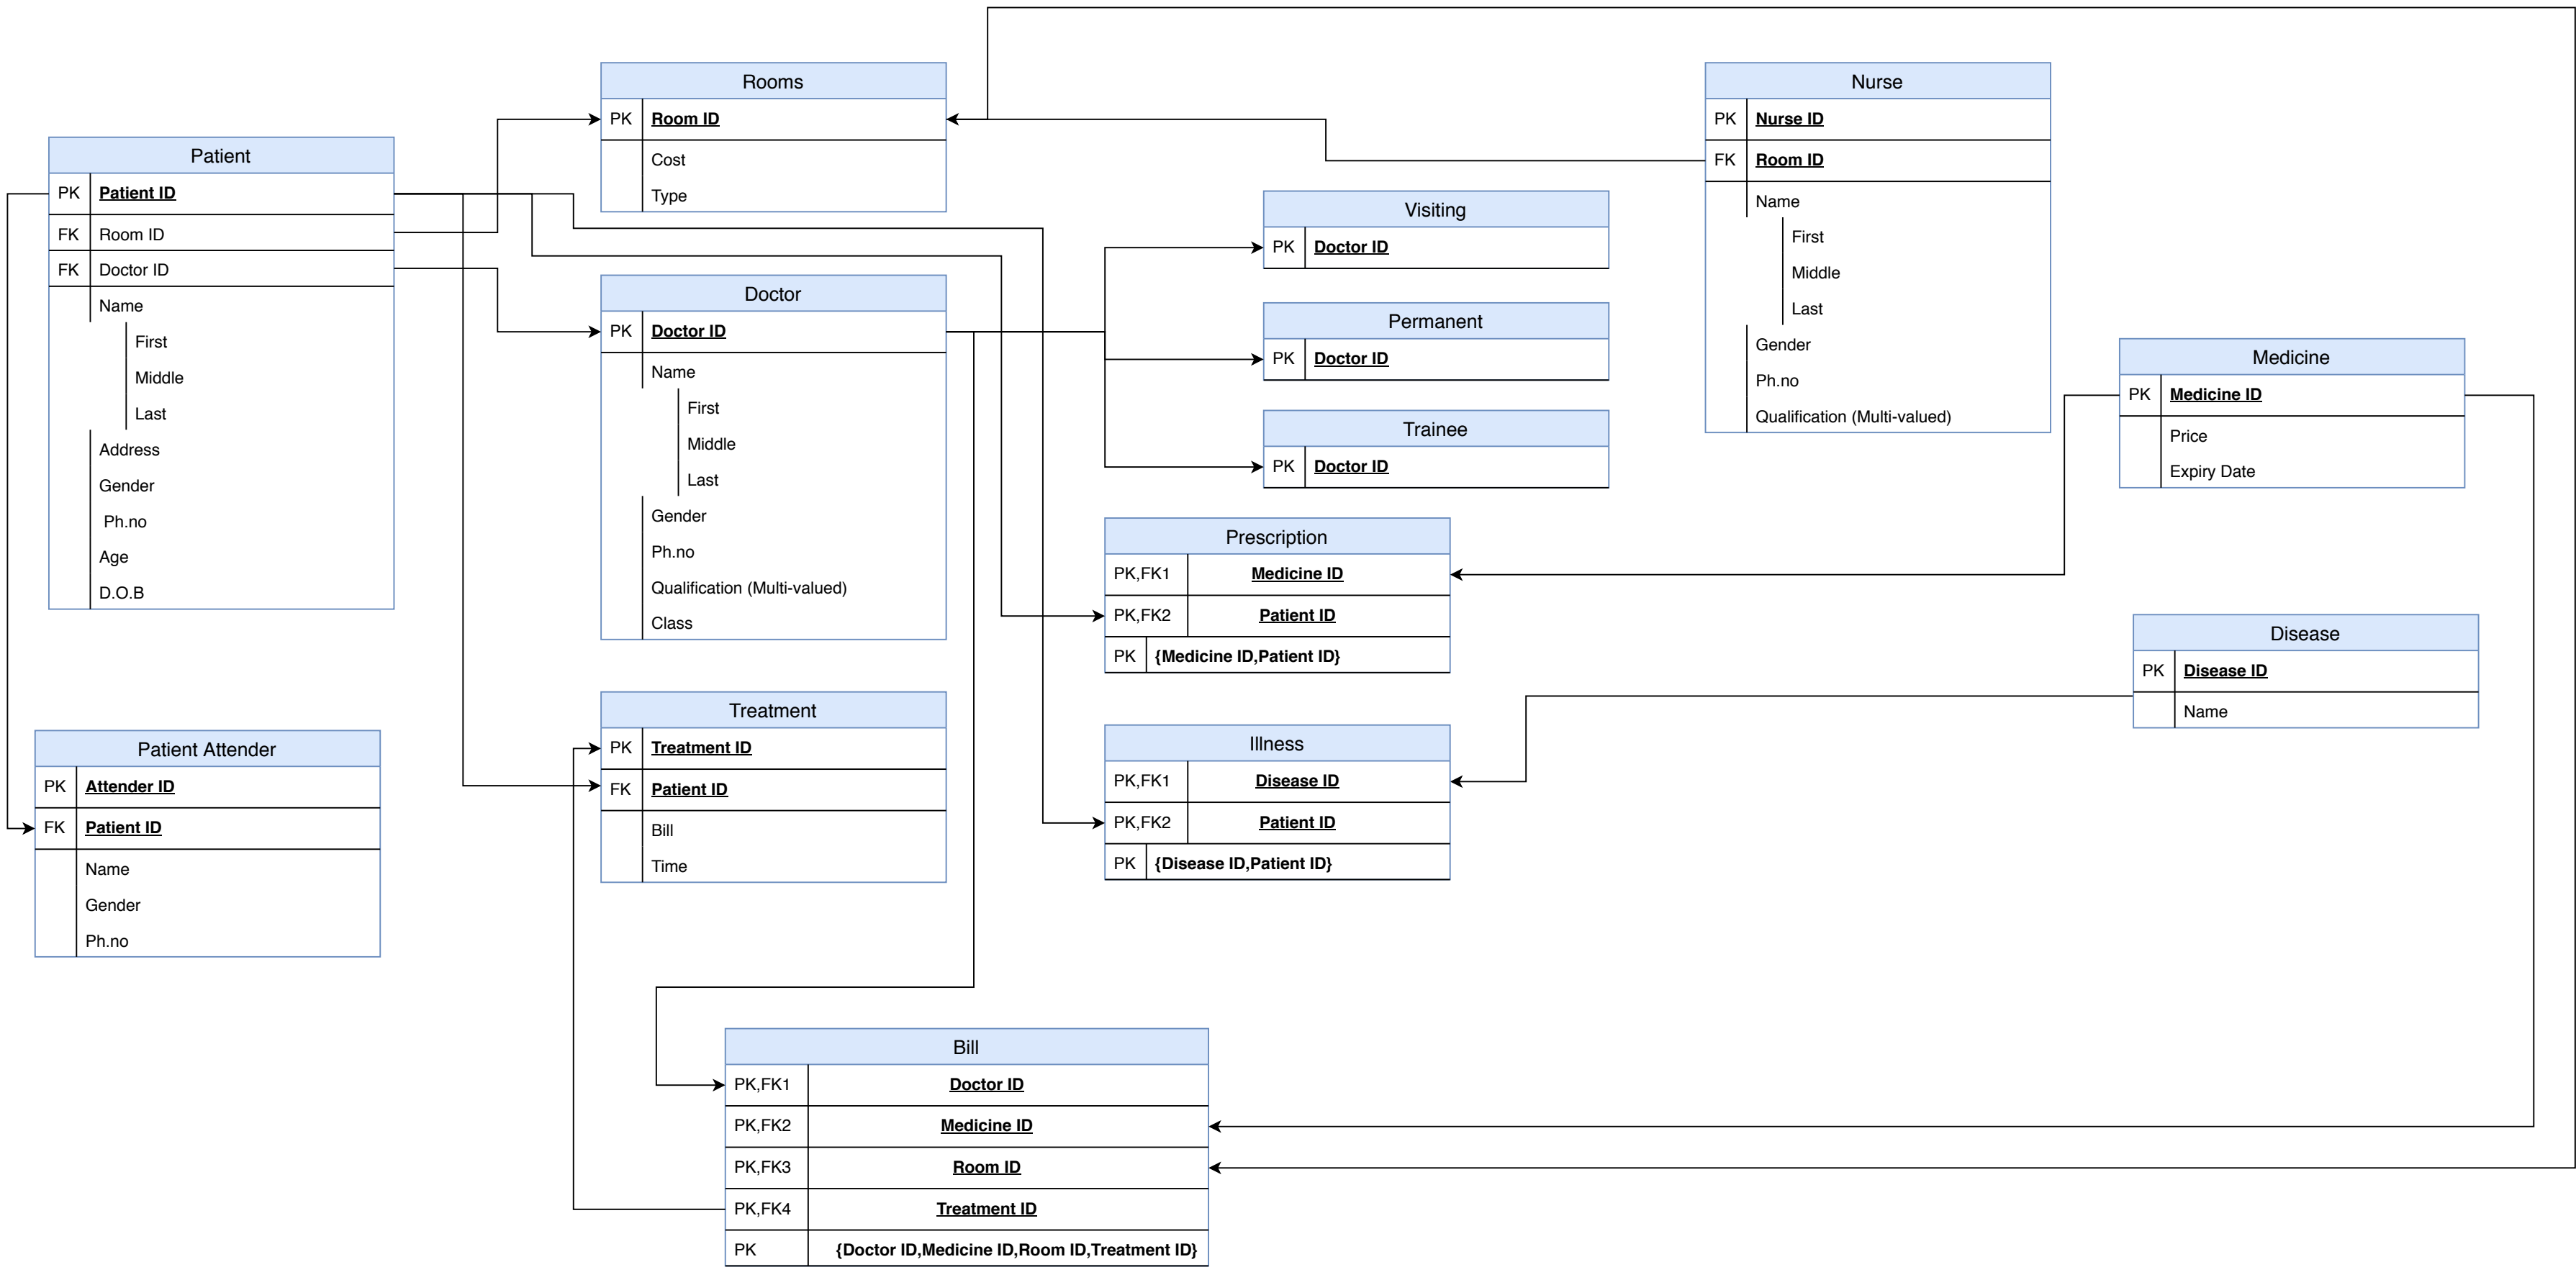 Rooms
PK Room ID
Cost
Type
Nurse
PK Nurse ID
FK Room ID
Name
First
Middle
Last
Gender
Ph.no
Qualification (Multi-valued)
Patient
PK Patient ID
FK Room ID
FK Doctor ID
Name
First
Middle
Last
Address
Gender
Ph.no
Age
D.O.B
Visiting
PK Doctor ID
Doctor
PK Doctor ID
Name
First
Middle
Last
Gender
Ph.no
Qualification (Multi-valued)
Class
Permanent
PK Doctor ID
Trainee
PK Doctor ID
Medicine
PK Medicine ID
Price
Expiry Date
Prescription
PK,FK1 Medicine ID
PK,FK2 Patient ID
PK {Medicine ID,Patient ID}
Disease
PK Disease ID
Name
Treatment
PK Treatment ID
FK Patient ID
Bill
Time
Illness
PK,FK1 Disease ID
PK,FK2 Patient ID
PK {Disease ID,Patient ID}
Patient Attender
PK Attender ID
FK Patient ID
Name
Gender
Ph.no
Bill
PK,FK1 Doctor ID
PK,FK2 Medicine ID
PK,FK3 Room ID
PK,FK4 Treatment ID
PK {Doctor ID,Medicine ID,Room ID,Treatment ID}